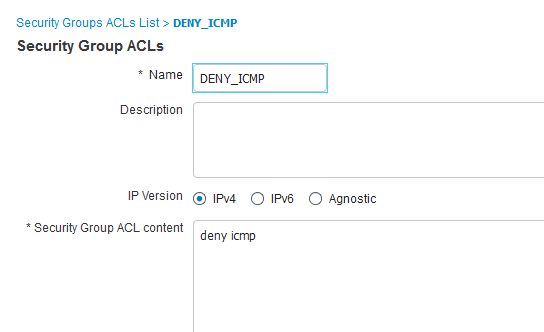 Security Groups ACLs List > DENY_ICMP
Security Group ACLs
* Name DENY_ICMP
Description
IP Version IPv4 IPv6 Agnostic
* Security Group ACL content deny icmp